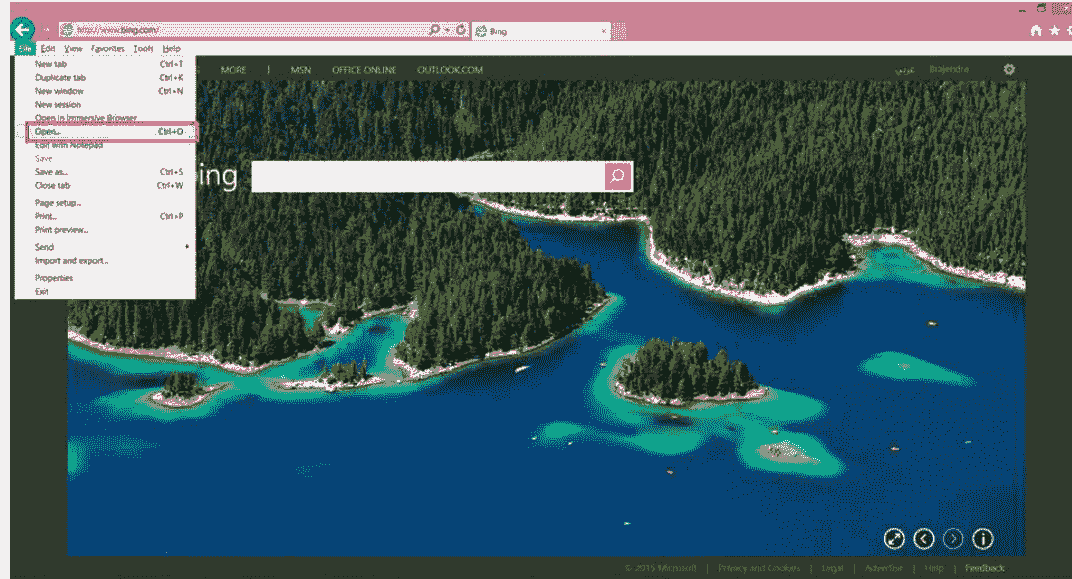 http://www.bing.com/
Bing
File Edit View Favorites Tools Help
New tab Ctrl+T
Duplicate tab Ctrl+K
New window Ctrl+N
New session
Open in Immersive Browser
Open... Ctrl+O
Edit with Notepad
Save
Save as... Ctrl+S
Close tab Ctrl+W
Page setup...
Print... Ctrl+P
Print preview...
Send
Import and export...
Properties
Exit
S MORE | MSN OFFICE ONLINE OUTLOOK.COM
عربي Brajendra
ing
© 2015 Microsoft | Privacy and Cookies | Legal | Advertise | Help | Feedback